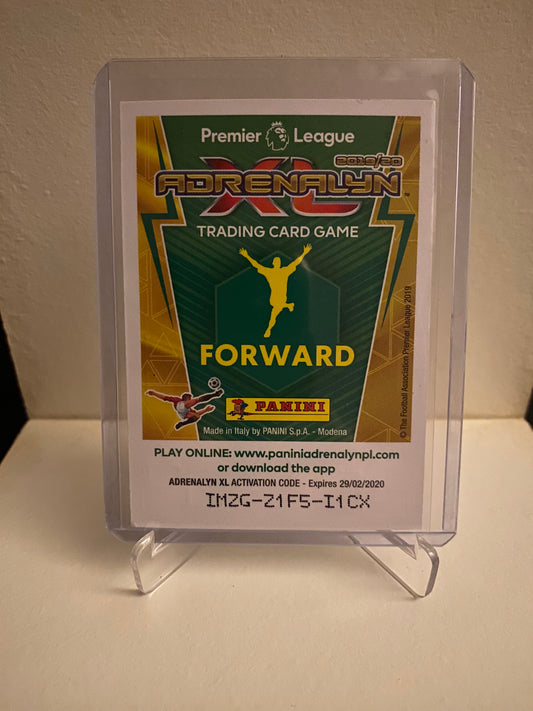 Premier League
2019/20
ADRENALYN XL™
TRADING CARD GAME
FORWARD
PANINI
Made in Italy by PANINI S.p.A. - Modena
© The Football Association Premier League 2019
PLAY ONLINE: www.paniniadrenalynpl.com
or download the app
ADRENALYN XL ACTIVATION CODE - Expires 29/02/2020
IMZG-Z1F5-I1CX